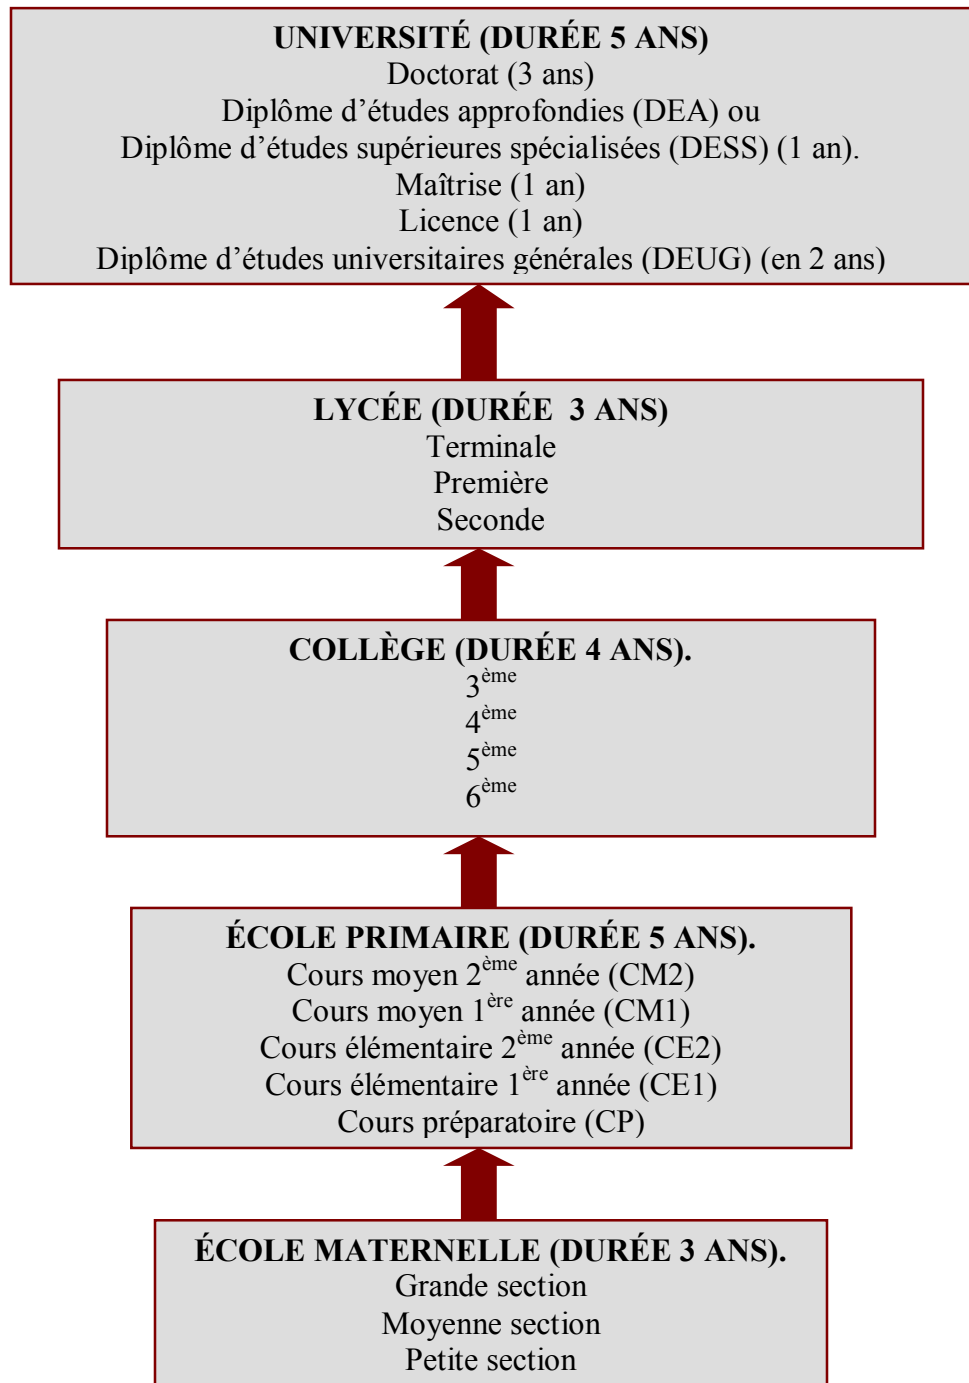 UNIVERSITÉ (DURÉE 5 ANS)
Doctorat (3 ans)
Diplôme d'études approfondies (DEA) ou
Diplôme d'études supérieures spécialisées (DESS) (1 an).
Maîtrise (1 an)
Licence (1 an)
Diplôme d'études universitaires générales (DEUG) (en 2 ans)
LYCÉE (DURÉE 3 ANS)
Terminale
Première
Seconde
COLLÈGE (DURÉE 4 ANS).
3ème
4ème
5ème
6ème
ÉCOLE PRIMAIRE (DURÉE 5 ANS).
Cours moyen 2ème année (CM2)
Cours moyen 1ère année (CM1)
Cours élémentaire 2ème année (CE2)
Cours élémentaire 1ère année (CE1)
Cours préparatoire (CP)
ÉCOLE MATERNELLE (DURÉE 3 ANS).
Grande section
Moyenne section
Petite section